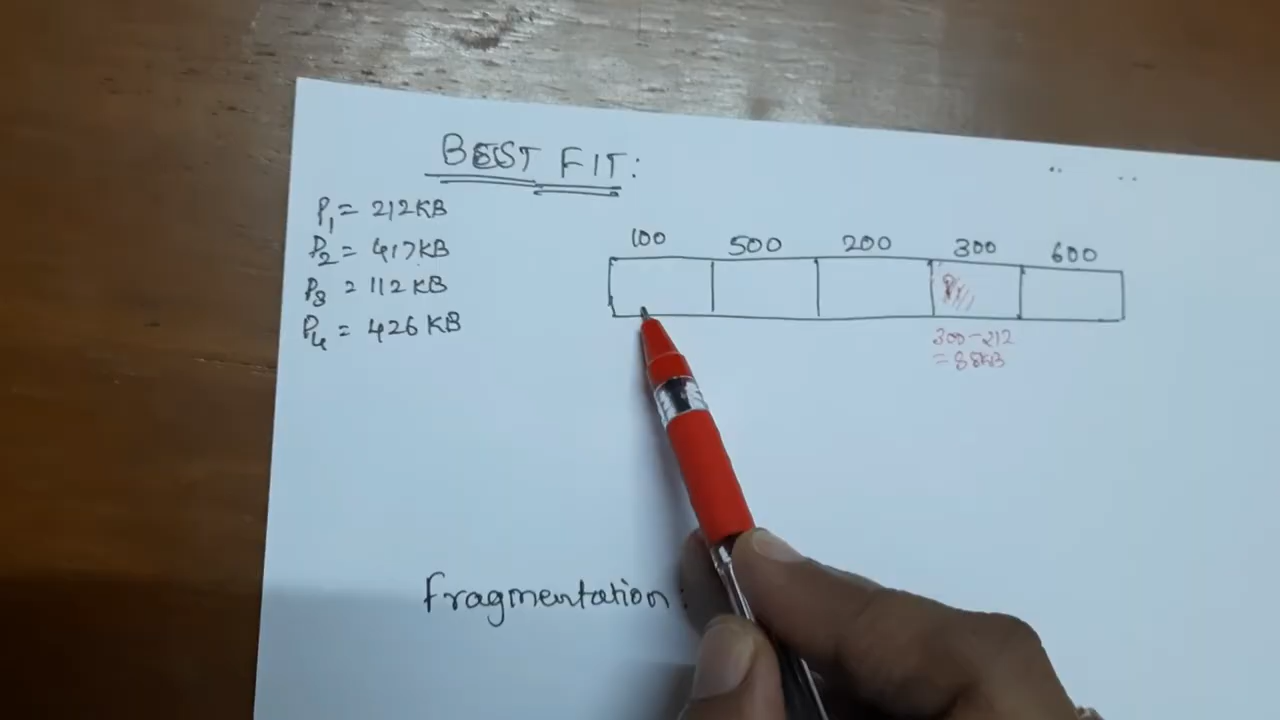 BEST FIT:
P1 = 212KB
P2 = 417KB
P3 = 112KB
P4 = 426KB
100 500 200 300 600
P1
300-212
= 88KB
fragmentation :